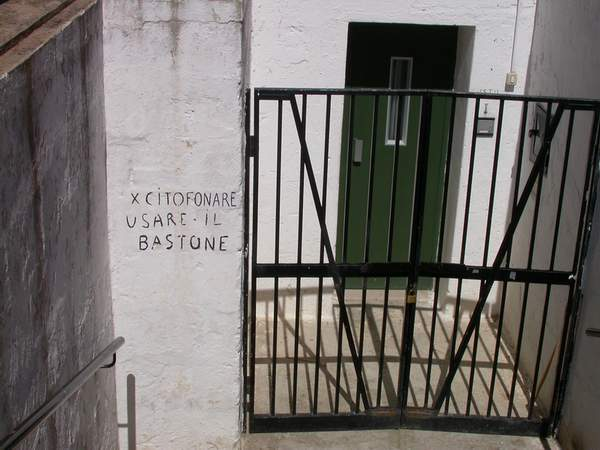 X CITOFONARE
USARE · IL
BASTONE